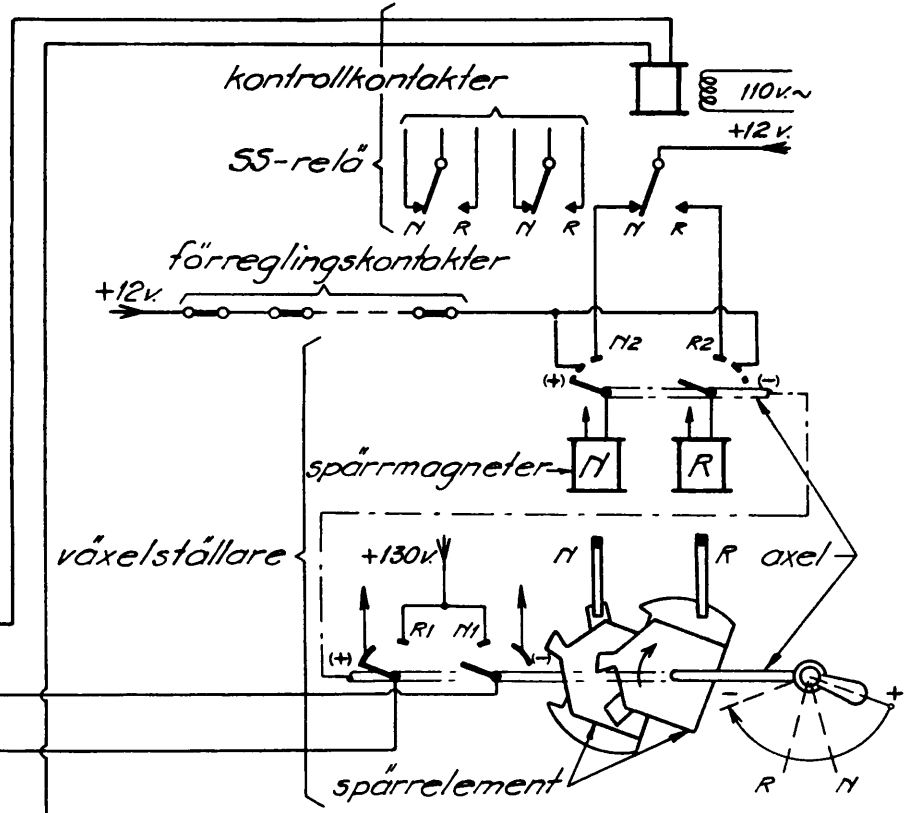 kontrollkontakter
110v.~
+12 v.
SS-relä
N R N R N R
förreglingskontakter
+12v.
N2 R2
(+) (-)
spärrmagneter N R
växelställare
+130v. N R axel
R1 N1
(+) (-)
- +
spärrelement R N